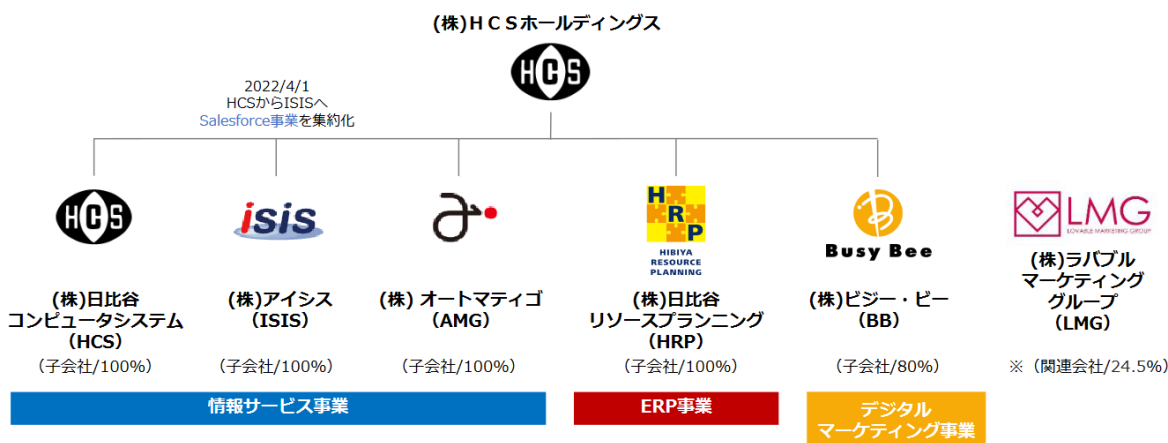 (株)ＨＣＳホールディングス
HCS
2022/4/1
HCSからISISへ
Salesforce事業を集約化
HCS
isis
HRP
HIBIYA
RESOURCE
PLANNING
B
Busy Bee
LMG
LOVABLE MARKETING GROUP
(株)日比谷
コンピュータシステム
（HCS）
（子会社/100%）
(株)アイシス
（ISIS）
（子会社/100%）
(株) オートマティゴ
（AMG）
（子会社/100%）
(株)日比谷
リソースプランニング
（HRP）
（子会社/100%）
(株)ビジー・ビー
（BB）
（子会社/80%）
(株)ラバブル
マーケティング
グループ
（LMG）
※（関連会社/24.5%）
情報サービス事業
ERP事業
デジタル
マーケティング事業